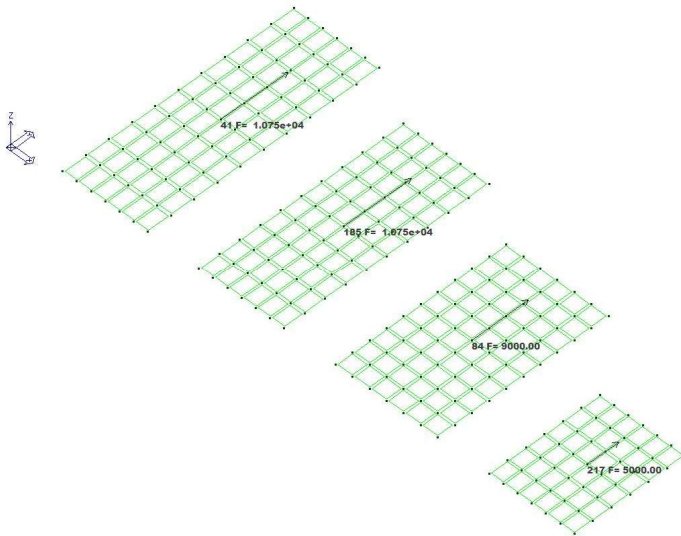 Z
41 F= 1.075e+04
185 F= 1.075e+04
84 F= 9000.00
217 F= 5000.00